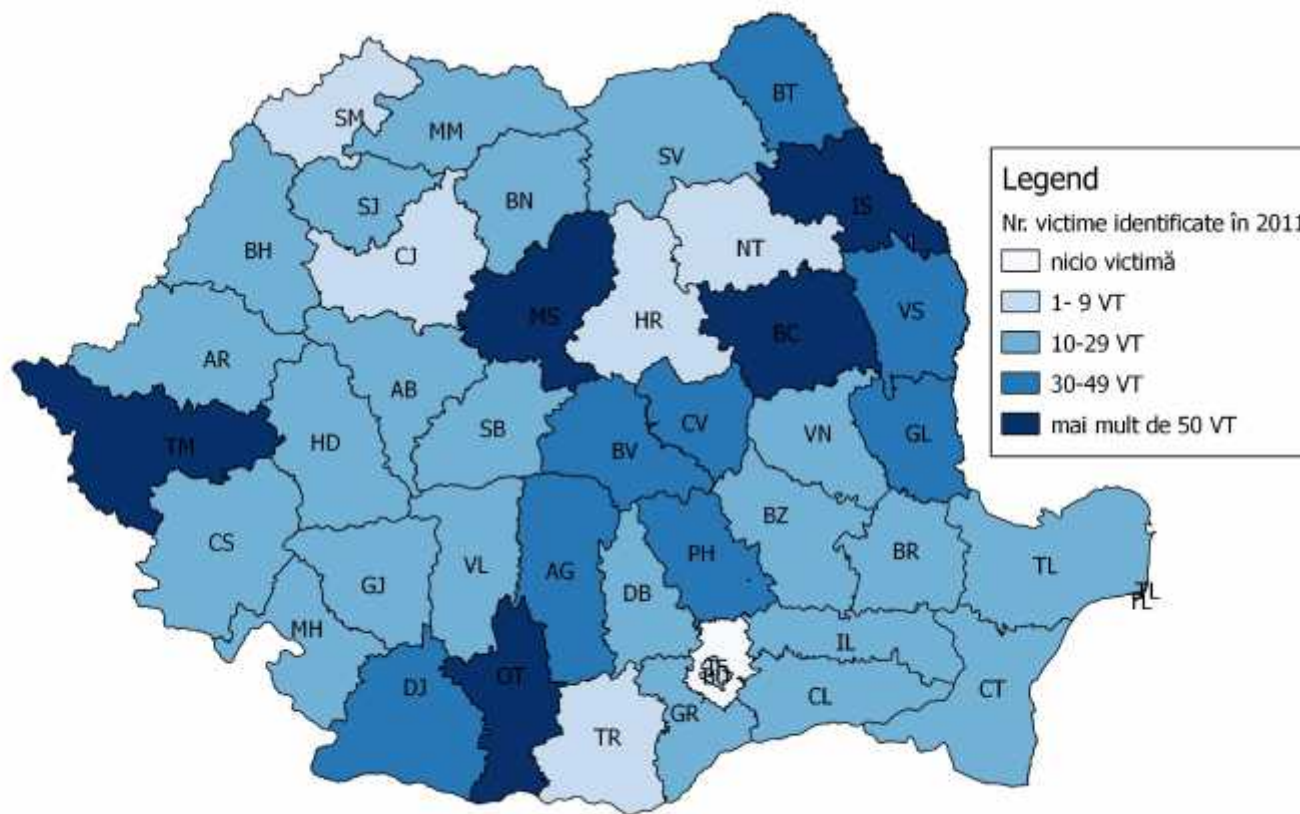 BT
SM
MM
SV
IS
SJ
BN
BH
CJ
NT
MS
HR
BC
VS
AR
AB
TM
HD
SB
BV
CV
VN
GL
CS
GJ
VL
AG
DB
PH
BZ
BR
TL
TL
TL
MH
DJ
OT
TR
GR
IL
CL
CT
Legend
Nr. victime identificate în 2011
nicio victimă
1- 9 VT
10-29 VT
30-49 VT
mai mult de 50 VT